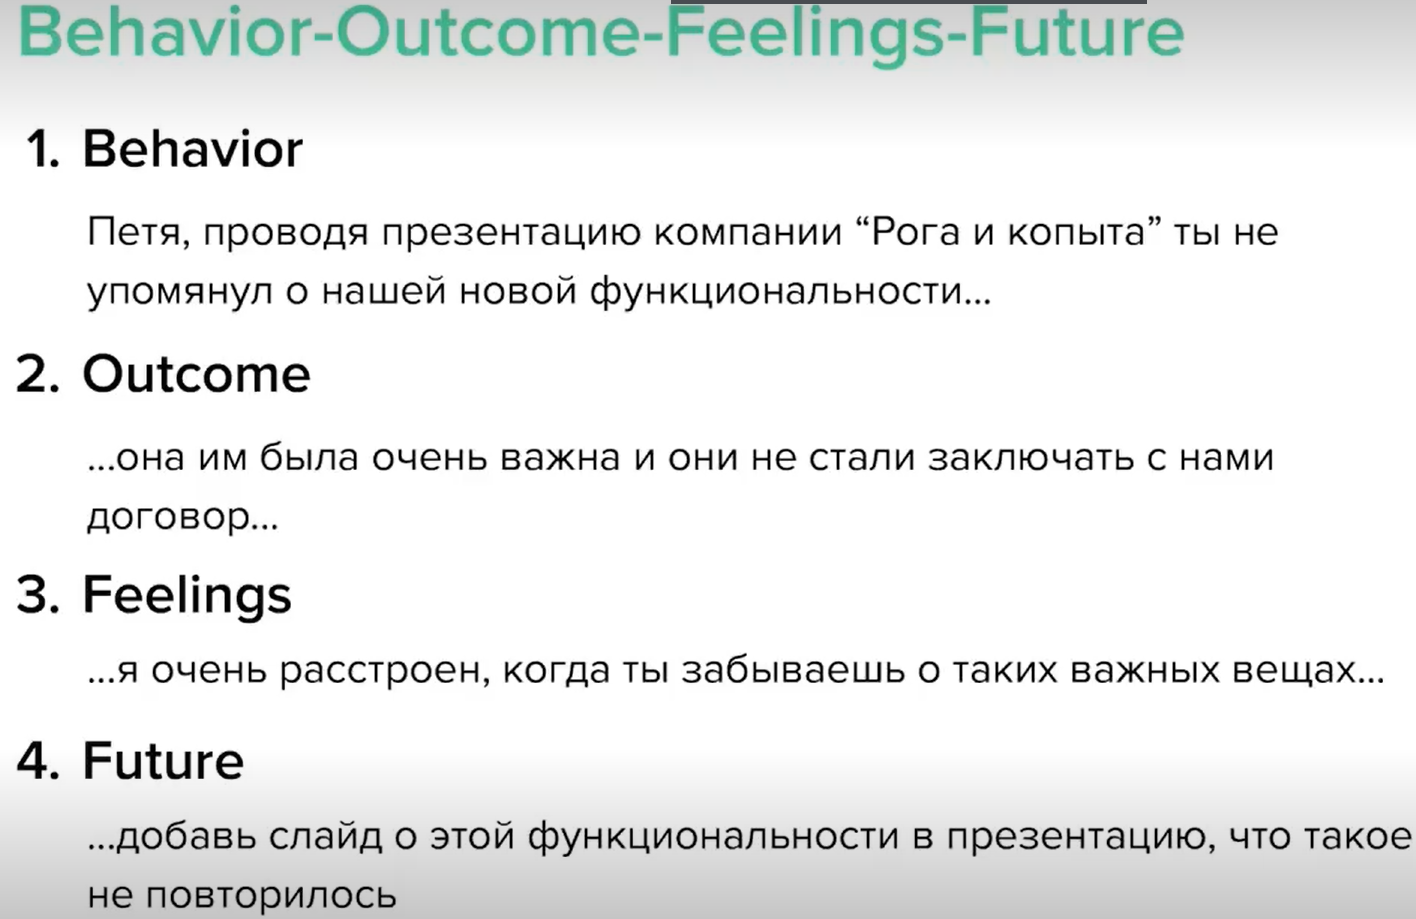 Behavior-Outcome-Feelings-Future
1. Behavior
Петя, проводя презентацию компании “Рога и копыта” ты не
упомянул о нашей новой функциональности...
2. Outcome
...она им была очень важна и они не стали заключать с нами
договор...
3. Feelings
...я очень расстроен, когда ты забываешь о таких важных вещах...
4. Future
...добавь слайд о этой функциональности в презентацию, что такое
не повторилось